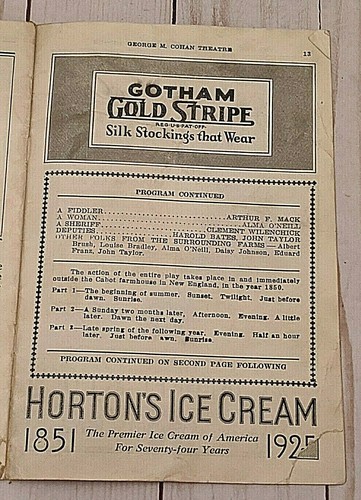 GEORGE M. COHAN THEATRE 13
GOTHAM
GOLD STRIPE
REG·U·S·PAT·OFF·
Silk Stockings that Wear
PROGRAM CONTINUED
A FIDDLER.................................ARTHUR F. MACK
A WOMAN.................................ALMA O'NEILL
A SHERIFF.................................CLEMENT WILENCHICK
DEPUTIES.................................HAROLD BATES, JOHN TAYLOR
OTHER FOLKS FROM THE SURROUNDING FARMS—Albert
Brush, Louise Bradley, Alma O'Neill, Daisy Johnson, Eduard
Franz, John Taylor.
The action of the entire play takes place in and immediately
outside the Cabot farmhouse in New England, in the year 1850.
Part 1—The beginning of summer. Sunset. Twilight. Just before
dawn. Sunrise.
Part 2—A Sunday two months later. Afternoon. Evening. A little
later. Dawn the next day.
Part 3—Late spring of the following year. Evening. Half an hour
later. Just before awn. Sunrise.
PROGRAM CONTINUED ON SECOND PAGE FOLLOWING
HORTON'S ICE CREAM
1851 The Premier Ice Cream of America 1925
For Seventy-four Years